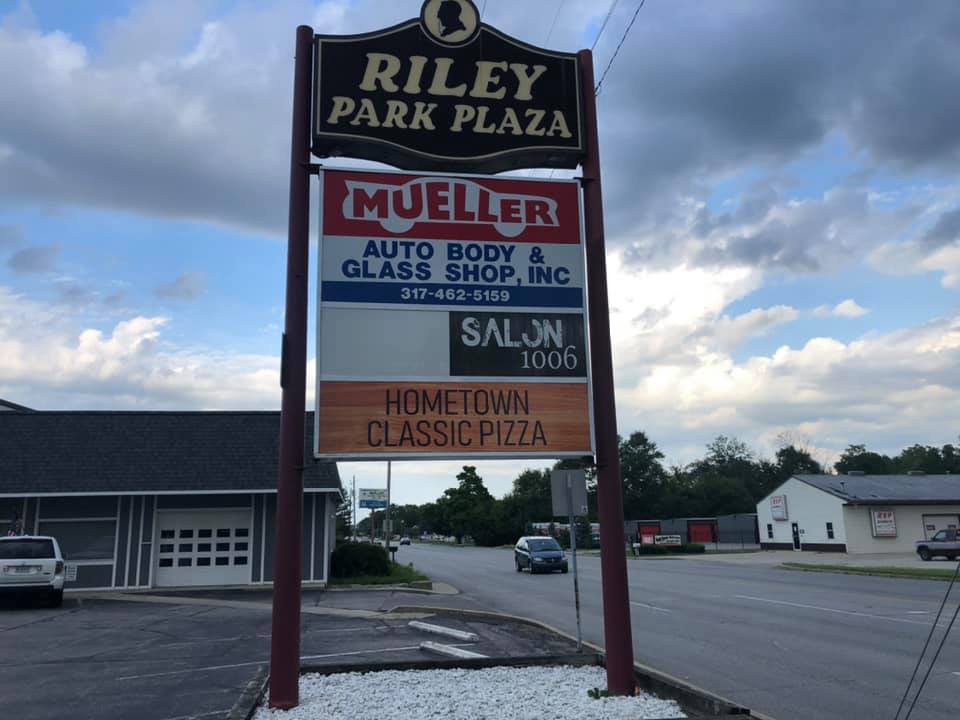 RILEY
PARK PLAZA
MUELLER
AUTO BODY &
GLASS SHOP, INC
317-462-5159
SALON
1006
HOMETOWN
CLASSIC PIZZA